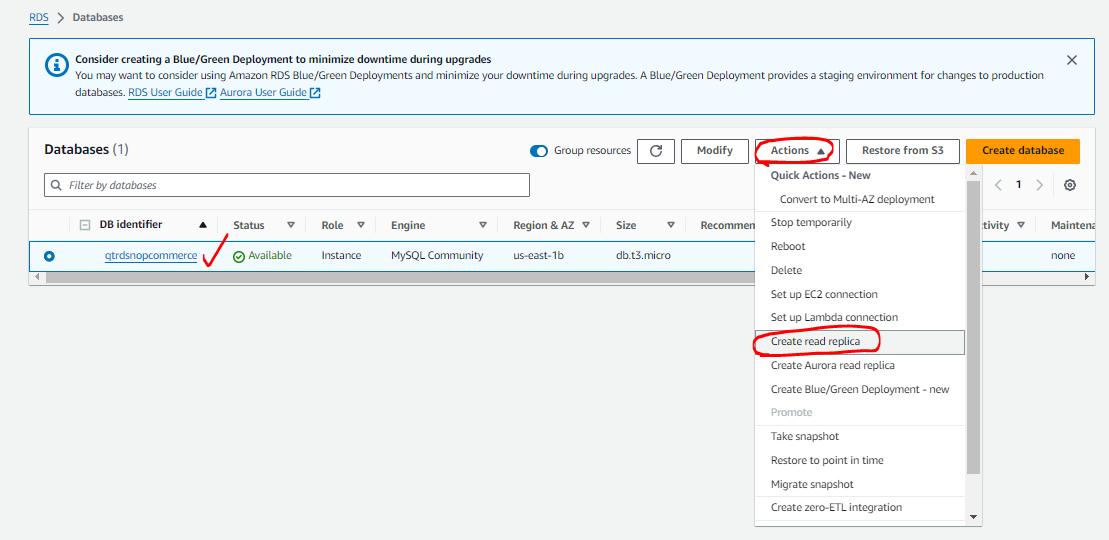 RDS > Databases
Consider creating a Blue/Green Deployment to minimize downtime during upgrades
You may want to consider using Amazon RDS Blue/Green Deployments and minimize your downtime during upgrades. A Blue/Green Deployment provides a staging environment for changes to production
databases. RDS User Guide Aurora User Guide
Databases (1)
Group resources
Modify
Actions
Restore from S3
Create database
Filter by databases
1
DB identifier Status Role Engine Region & AZ Size Recommen ctivity Maintena
qtrdsnopcommerce Available Instance MySQL Community us-east-1b db.t3.micro none
Quick Actions - New
Convert to Multi-AZ deployment
Stop temporarily
Reboot
Delete
Set up EC2 connection
Set up Lambda connection
Create read replica
Create Aurora read replica
Create Blue/Green Deployment - new
Promote
Take snapshot
Restore to point in time
Migrate snapshot
Create zero-ETL integration